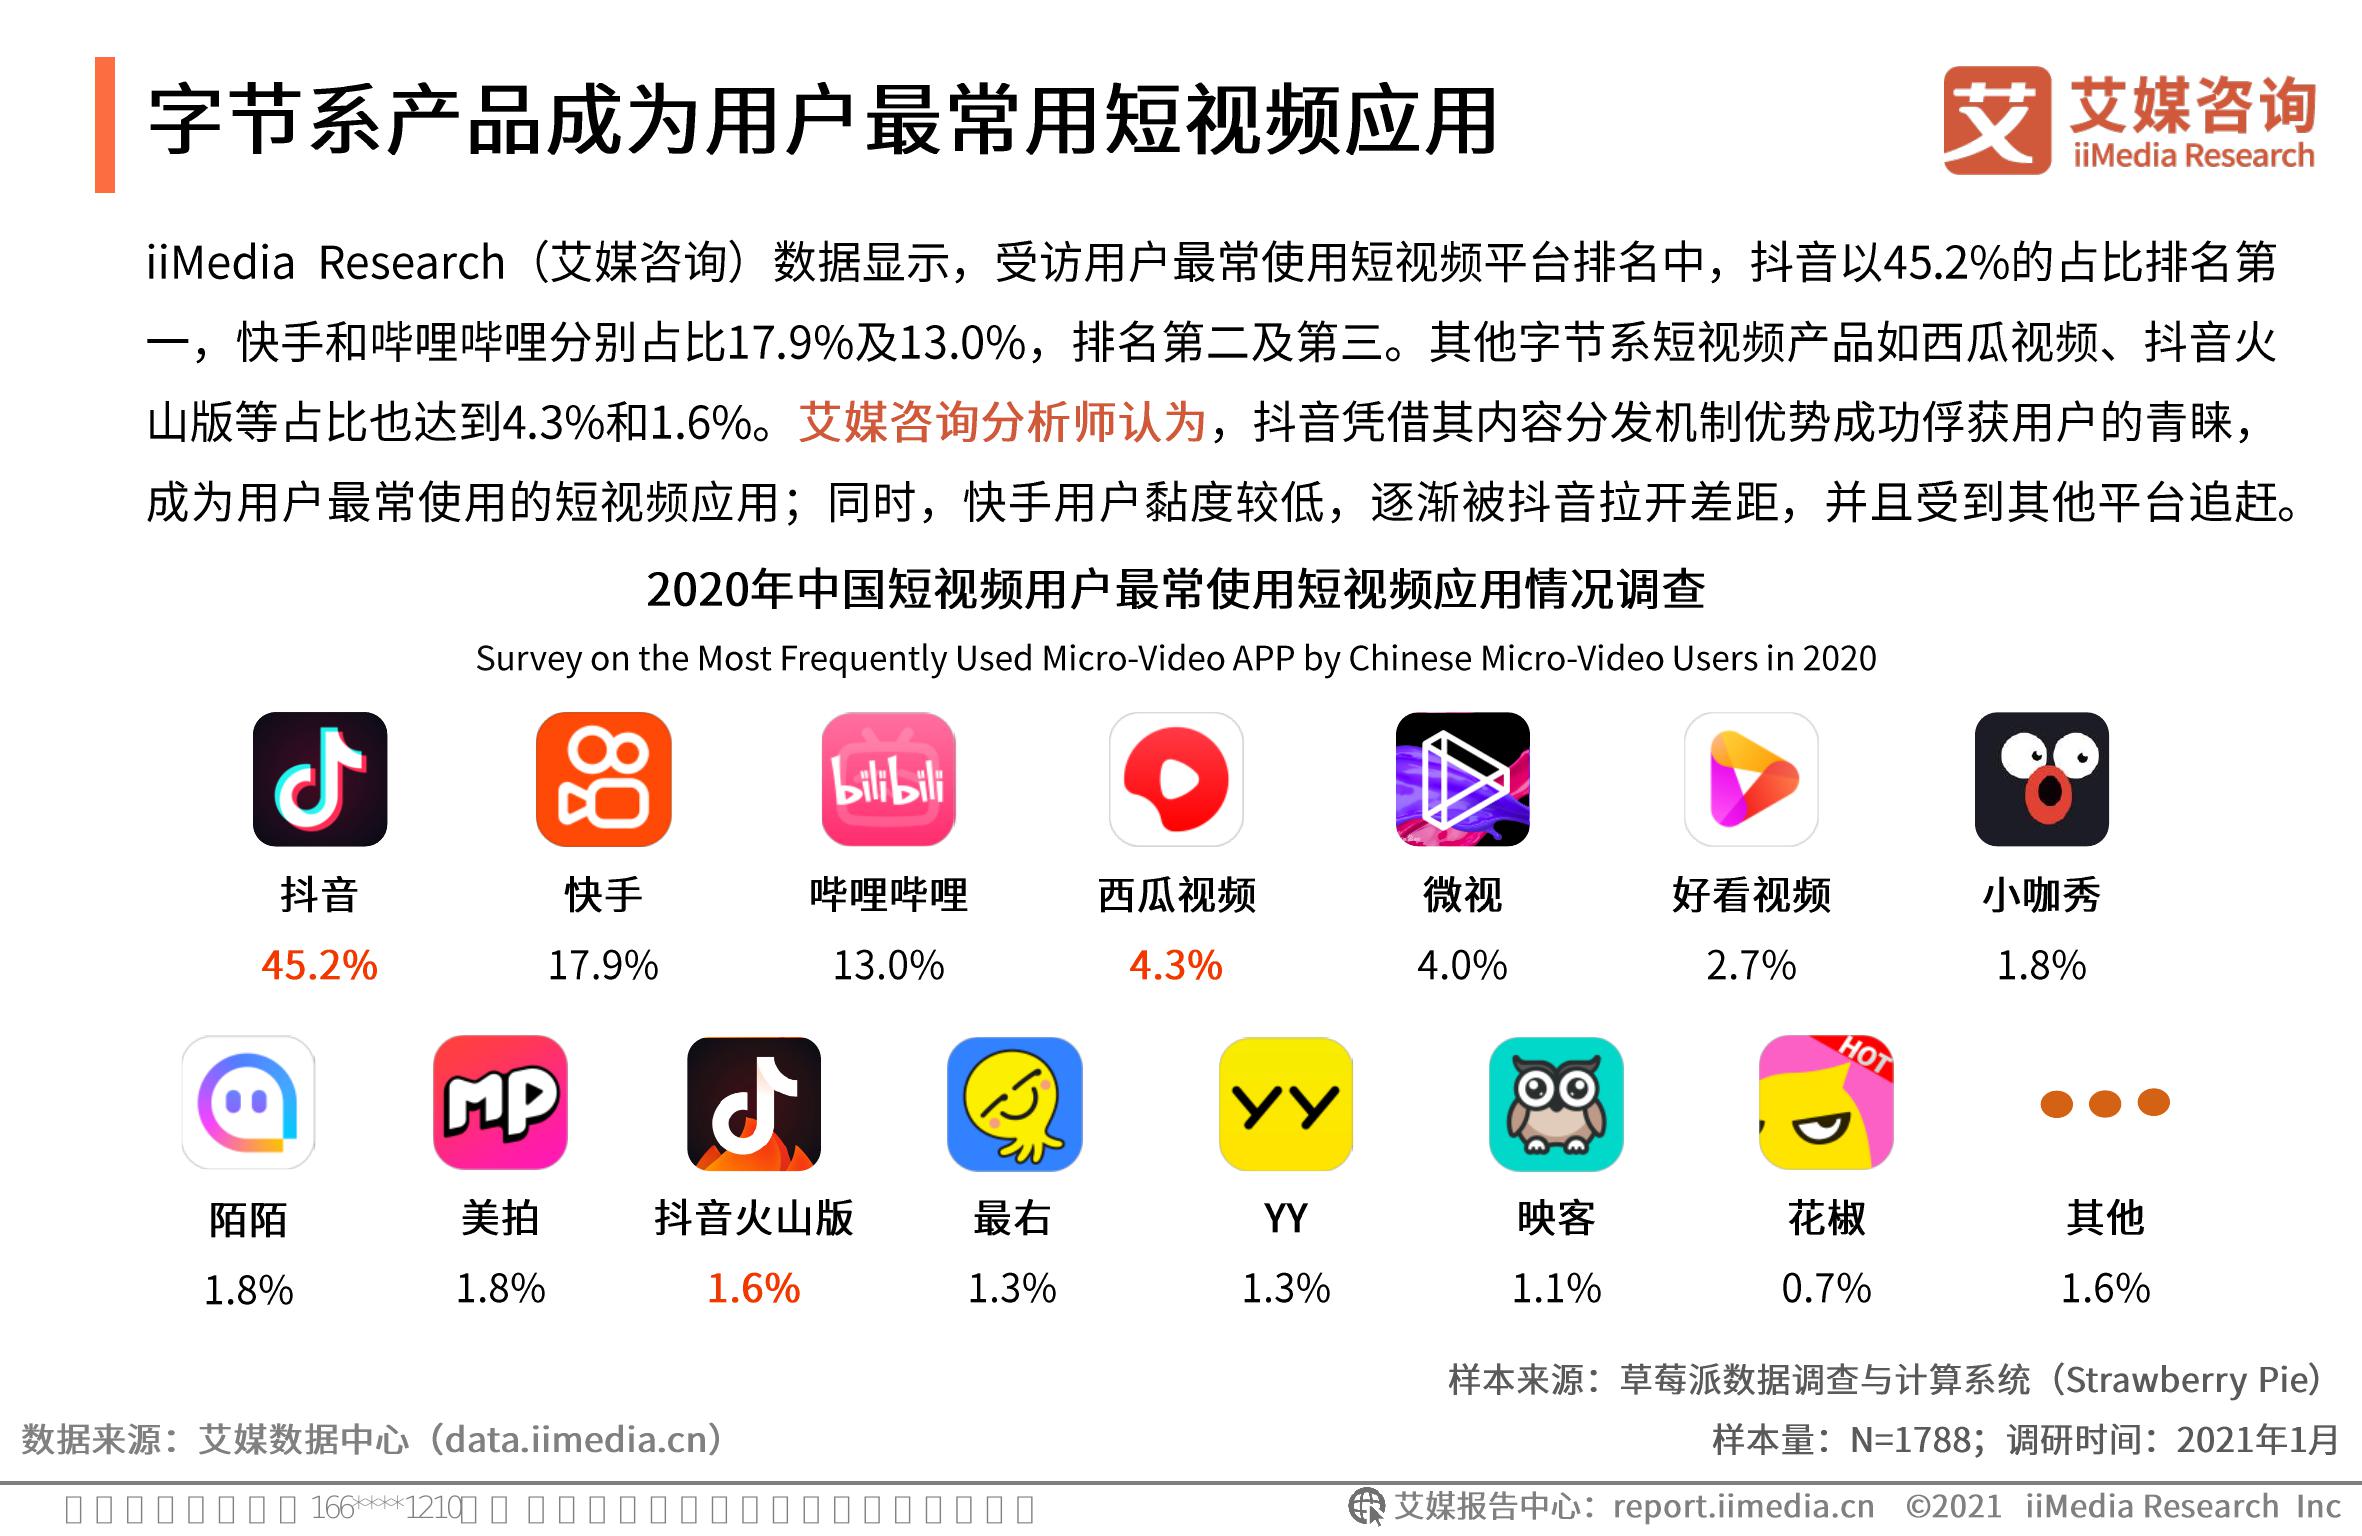 字节系产品成为用户最常用短视频应用
艾
艾媒咨询
iiMedia Research
iiMedia Research（艾媒咨询）数据显示，受访用户最常使用短视频平台排名中，抖音以45.2%的占比排名第
一，快手和哔哩哔哩分别占比17.9%及13.0%，排名第二及第三。其他字节系短视频产品如西瓜视频、抖音火
山版等占比也达到4.3%和1.6%。艾媒咨询分析师认为，抖音凭借其内容分发机制优势成功俘获用户的青睐，
成为用户最常使用的短视频应用；同时，快手用户黏度较低，逐渐被抖音拉开差距，并且受到其他平台追赶。
2020年中国短视频用户最常使用短视频应用情况调查
Survey on the Most Frequently Used Micro-Video APP by Chinese Micro-Video Users in 2020
bilibili
抖音 快手 哔哩哔哩 西瓜视频 微视 好看视频 小咖秀
45.2% 17.9% 13.0% 4.3% 4.0% 2.7% 1.8%
MP YY HOT
陌陌 美拍 抖音火山版 最右 YY 映客 花椒 其他
1.8% 1.8% 1.6% 1.3% 1.3% 1.1% 0.7% 1.6%
样本来源：草莓派数据调查与计算系统（Strawberry Pie）
数据来源：艾媒数据中心（data.iimedia.cn） 样本量：N=1788；调研时间：2021年1月
166****1210
艾媒报告中心：report.iimedia.cn ©2021 iiMedia Research Inc